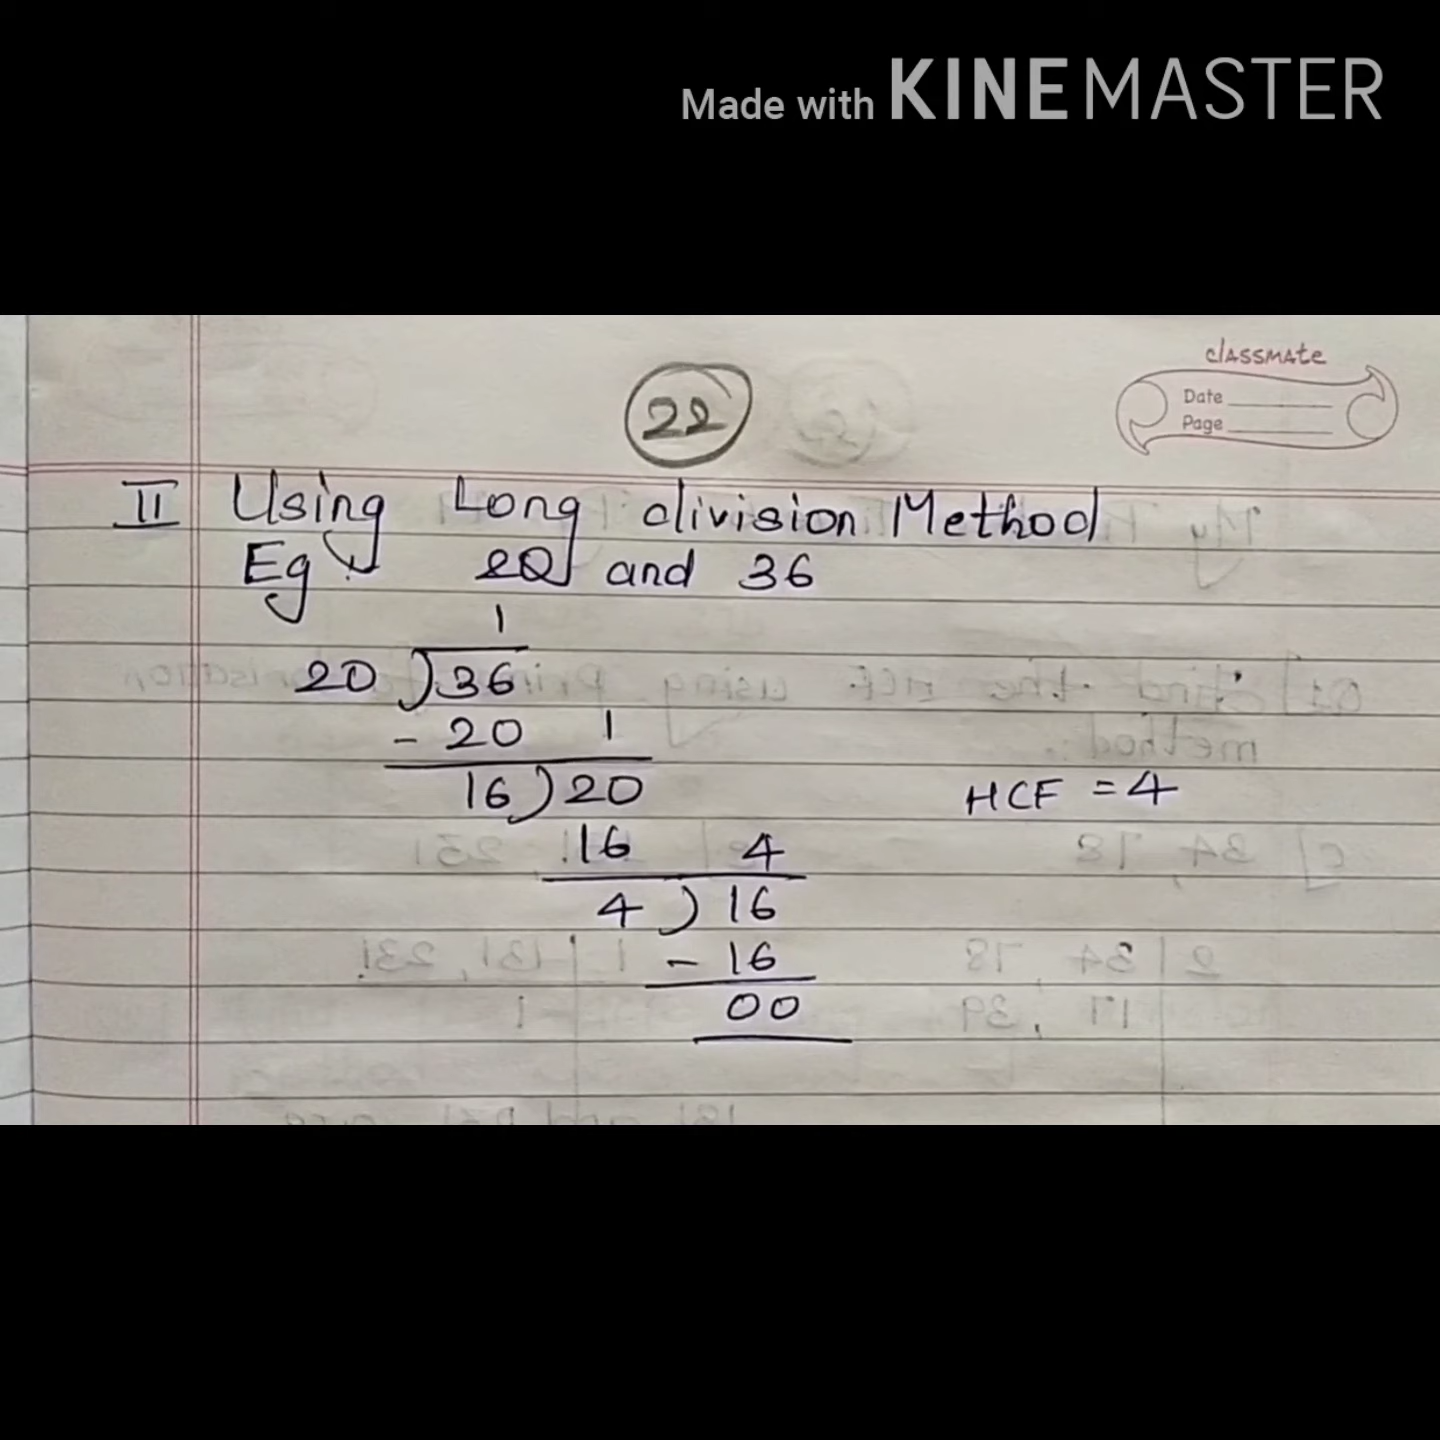 Made with KINEMASTER
classmate
Date
Page
22
II Using Long division Method
Eg 20 and 36
1
20 ) 36
- 20 1
16 ) 20
HCF = 4
16 4
4 ) 16
- 16
00